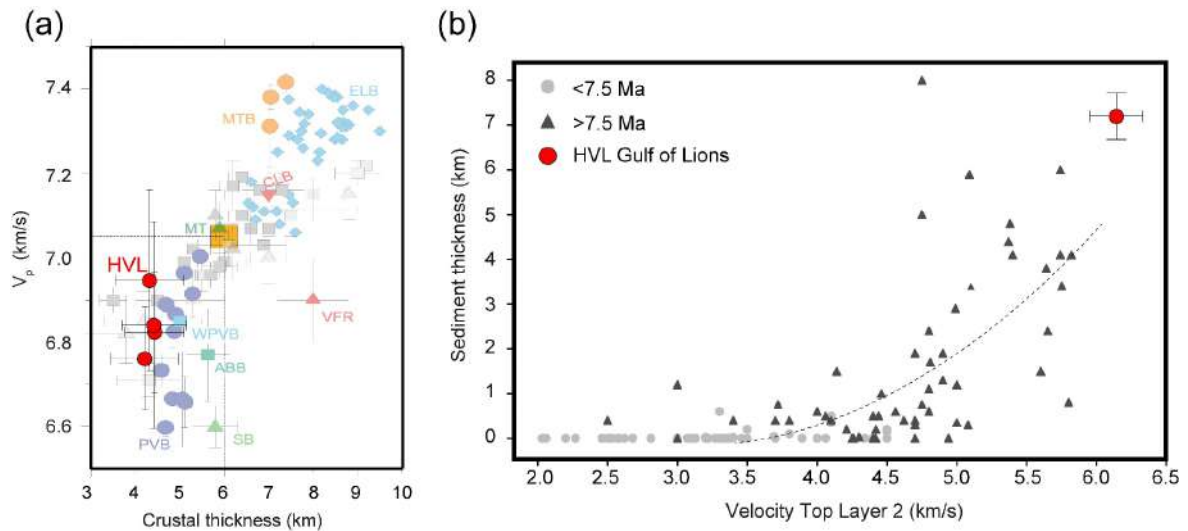 (a)
7.4
7.2
7.0
6.8
6.6
Vp (km/s)
ELB
MTB
CLB
MT
HVL
VFR
WPVB
ABB
PVB
SB
3 4 5 6 7 8 9 10
Crustal thickness (km)
(b)
8
7
6
5
4
3
2
1
0
Sediment thickness (km)
<7.5 Ma
>7.5 Ma
HVL Gulf of Lions
2.0 2.5 3.0 3.5 4.0 4.5 5.0 5.5 6.0 6.5
Velocity Top Layer 2 (km/s)